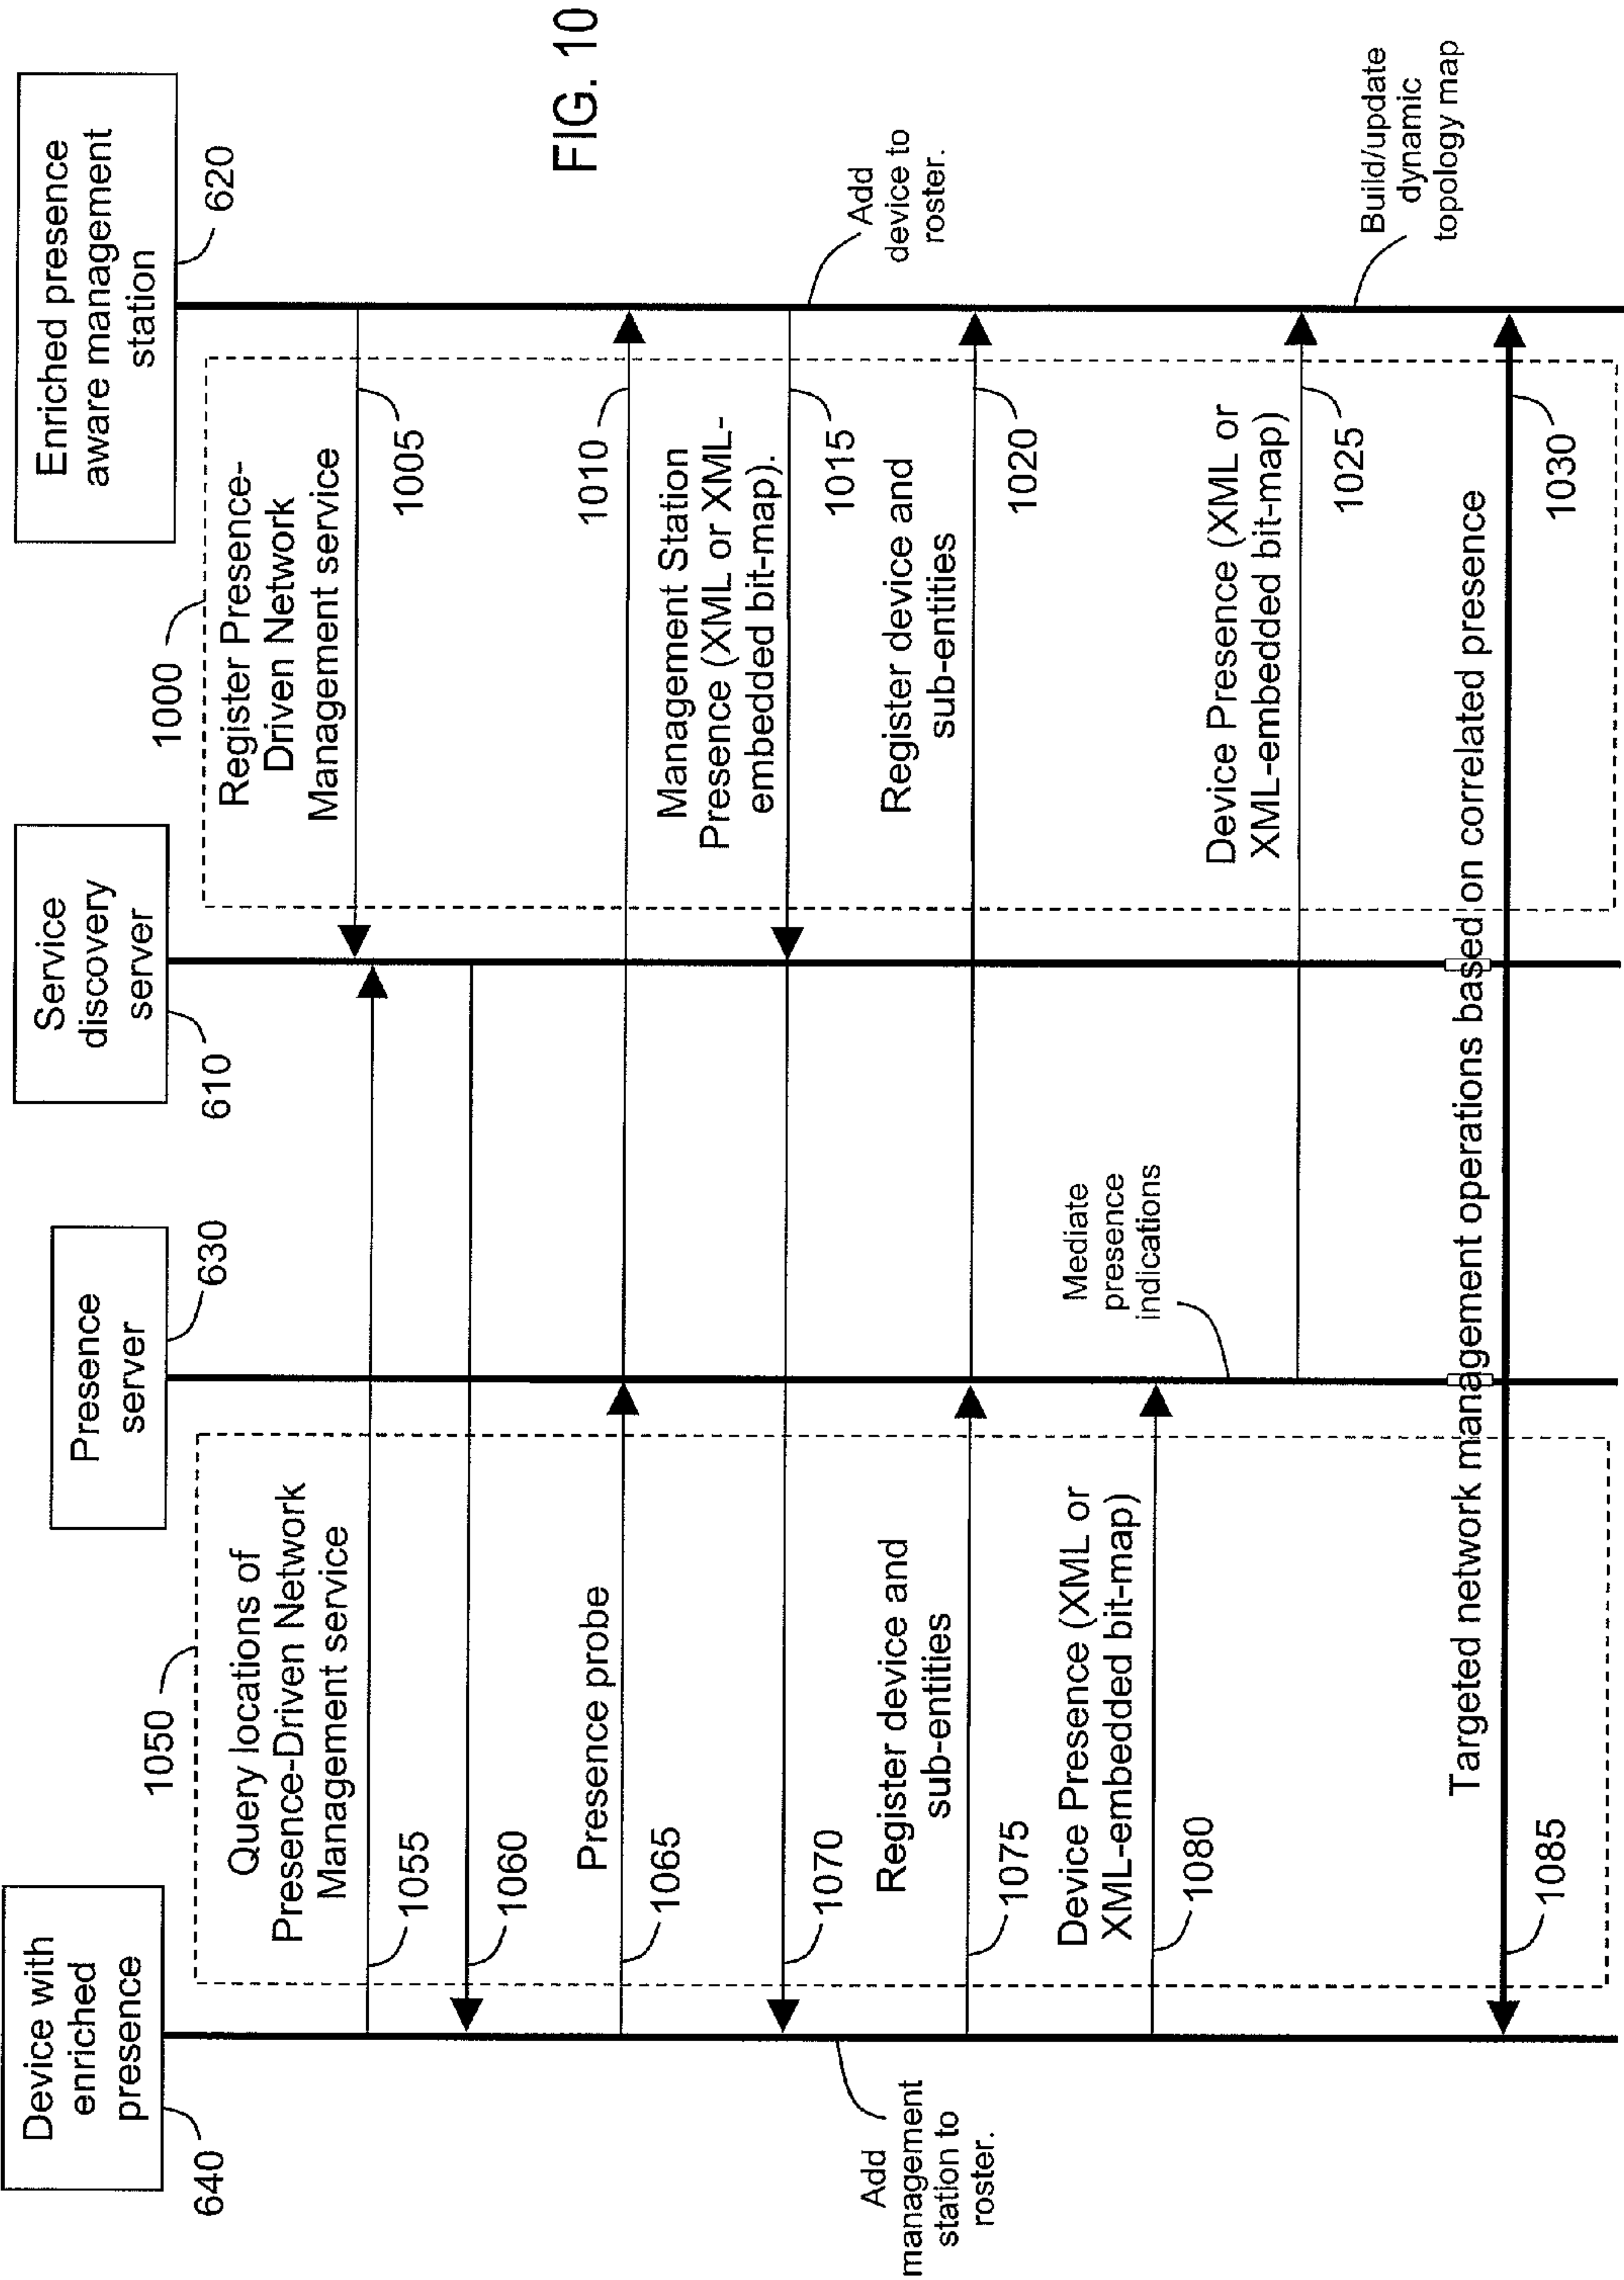 FIG. 10
Device with
enriched
presence
640
Presence
server
630
Service
discovery
server
610
Enriched presence
aware management
station
620
1050
Query locations of
Presence-Driven Network
Management service
1055
1060
Presence probe
1065
1070
Add
management
station to
roster.
Register device and
sub-entities
1075
Device Presence (XML or
XML-embedded bit-map)
1080
Mediate
presence
indications
1000
Register Presence-
Driven Network
Management service
1005
1010
Management Station
Presence (XML or XML-
embedded bit-map).
1015
Add
device to
roster.
Register device and
sub-entities
1020
Device Presence (XML or
XML-embedded bit-map)
1025
Build/update
dynamic
topology map
Targeted network management operations based on correlated presence
1085
1030